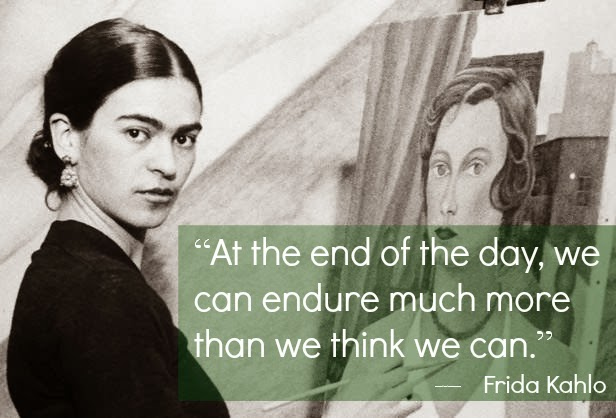 “At the end of the day, we
can endure much more
than we think we can.”
— Frida Kahlo